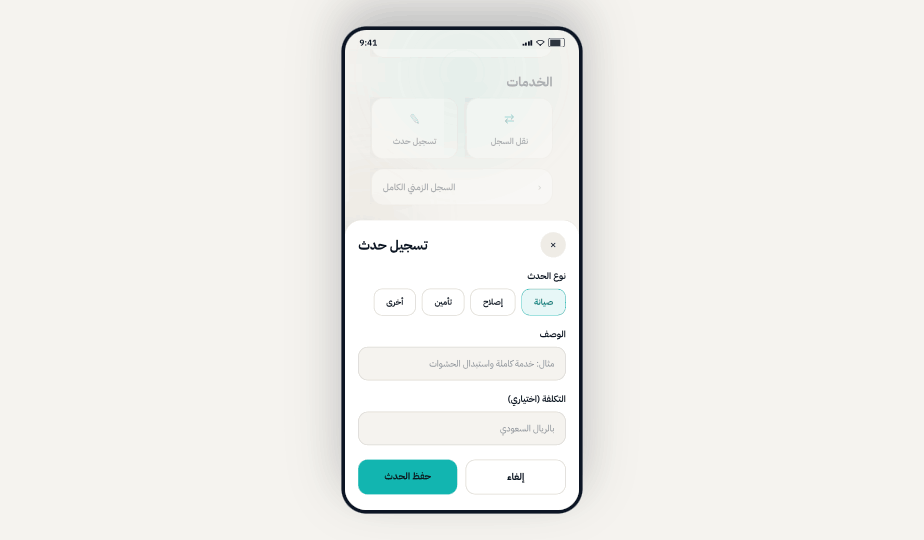 9:41
الخدمات
نقل السجل
تسجيل حدث
السجل الزمني الكامل
تسجيل حدث
نوع الحدث
صيانة
إصلاح
تأمين
أخرى
الوصف
مثال: خدمة كاملة واستبدال الحشوات
التكلفة (اختياري)
بالريال السعودي
إلغاء
حفظ الحدث